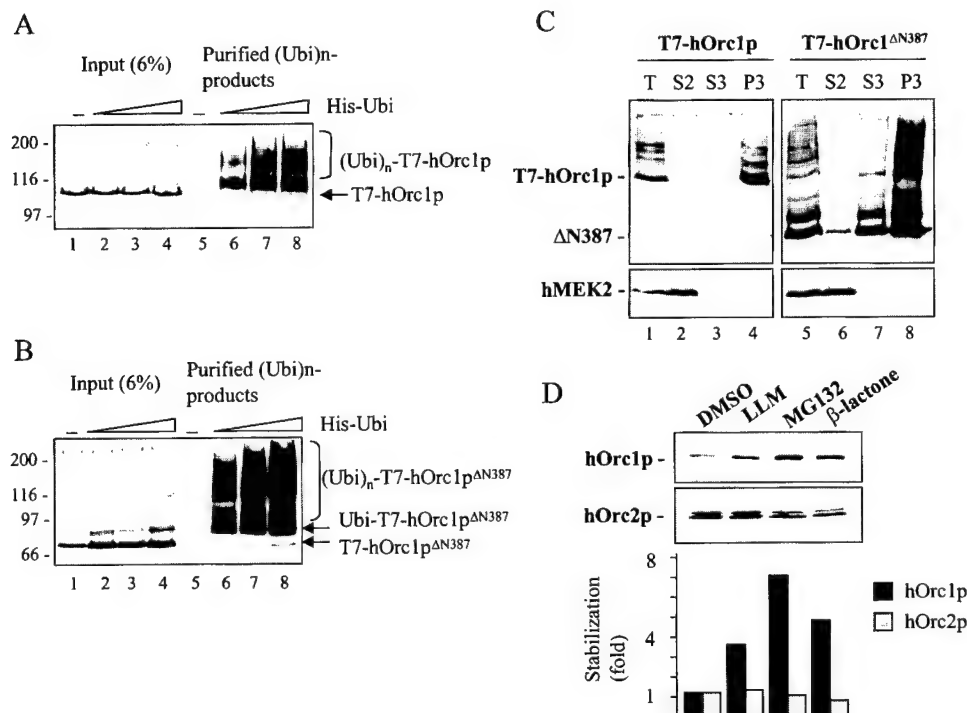 A
Input (6%)
Purified (Ubi)n-
products
His-Ubi
200 -
116 -
97 -
(Ubi)n-T7-hOrc1p
T7-hOrc1p
1 2 3 4 5 6 7 8
B
Input (6%)
Purified (Ubi)n-
products
His-Ubi
200 -
116 -
97 -
66 -
(Ubi)n-T7-hOrc1pΔN387
Ubi-T7-hOrc1pΔN387
T7-hOrc1pΔN387
1 2 3 4 5 6 7 8
C
T7-hOrc1p
T7-hOrc1ΔN387
T S2 S3 P3 T S2 S3 P3
T7-hOrc1p -
ΔN387 -
hMEK2
1 2 3 4 5 6 7 8
D
DMSO LLM MG132 β-lactone
hOrc1p -
hOrc2p -
Stabilization
(fold)
8
4
1
hOrc1p
hOrc2p